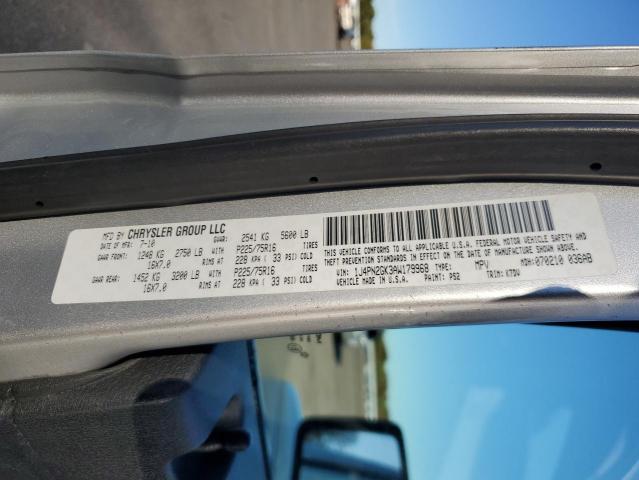 MFD BY CHRYSLER GROUP LLC
DATE OF MFR: 7-10 GVWR: 2541 KG 5600 LB
GAWR FRONT: 1248 KG 2750 LB WITH P225/75R16 TIRES
16X7.0 RIMS AT 228 KPA ( 33 PSI) COLD
GAWR REAR: 1452 KG 3200 LB WITH P225/75R16 TIRES
16X7.0 RIMS AT 228 KPA ( 33 PSI) COLD
THIS VEHICLE CONFORMS TO ALL APPLICABLE U.S.A. FEDERAL MOTOR VEHICLE SAFETY AND
THEFT PREVENTION STANDARDS IN EFFECT ON THE DATE OF MANUFACTURE SHOWN ABOVE.
VIN: 1J4PN2GK3AW179968 TYPE: MPV MDH: 070210 036AB
VEHICLE MADE IN U.S.A. PAINT: PS2 TRIM: VTDV